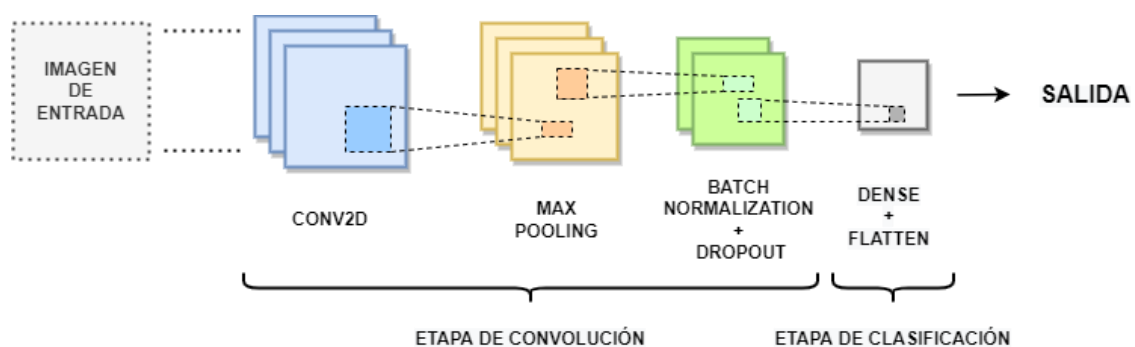 IMAGEN
DE
ENTRADA
CONV2D
MAX
POOLING
BATCH
NORMALIZATION
+
DROPOUT
DENSE
+
FLATTEN
SALIDA
ETAPA DE CONVOLUCIÓN
ETAPA DE CLASIFICACIÓN